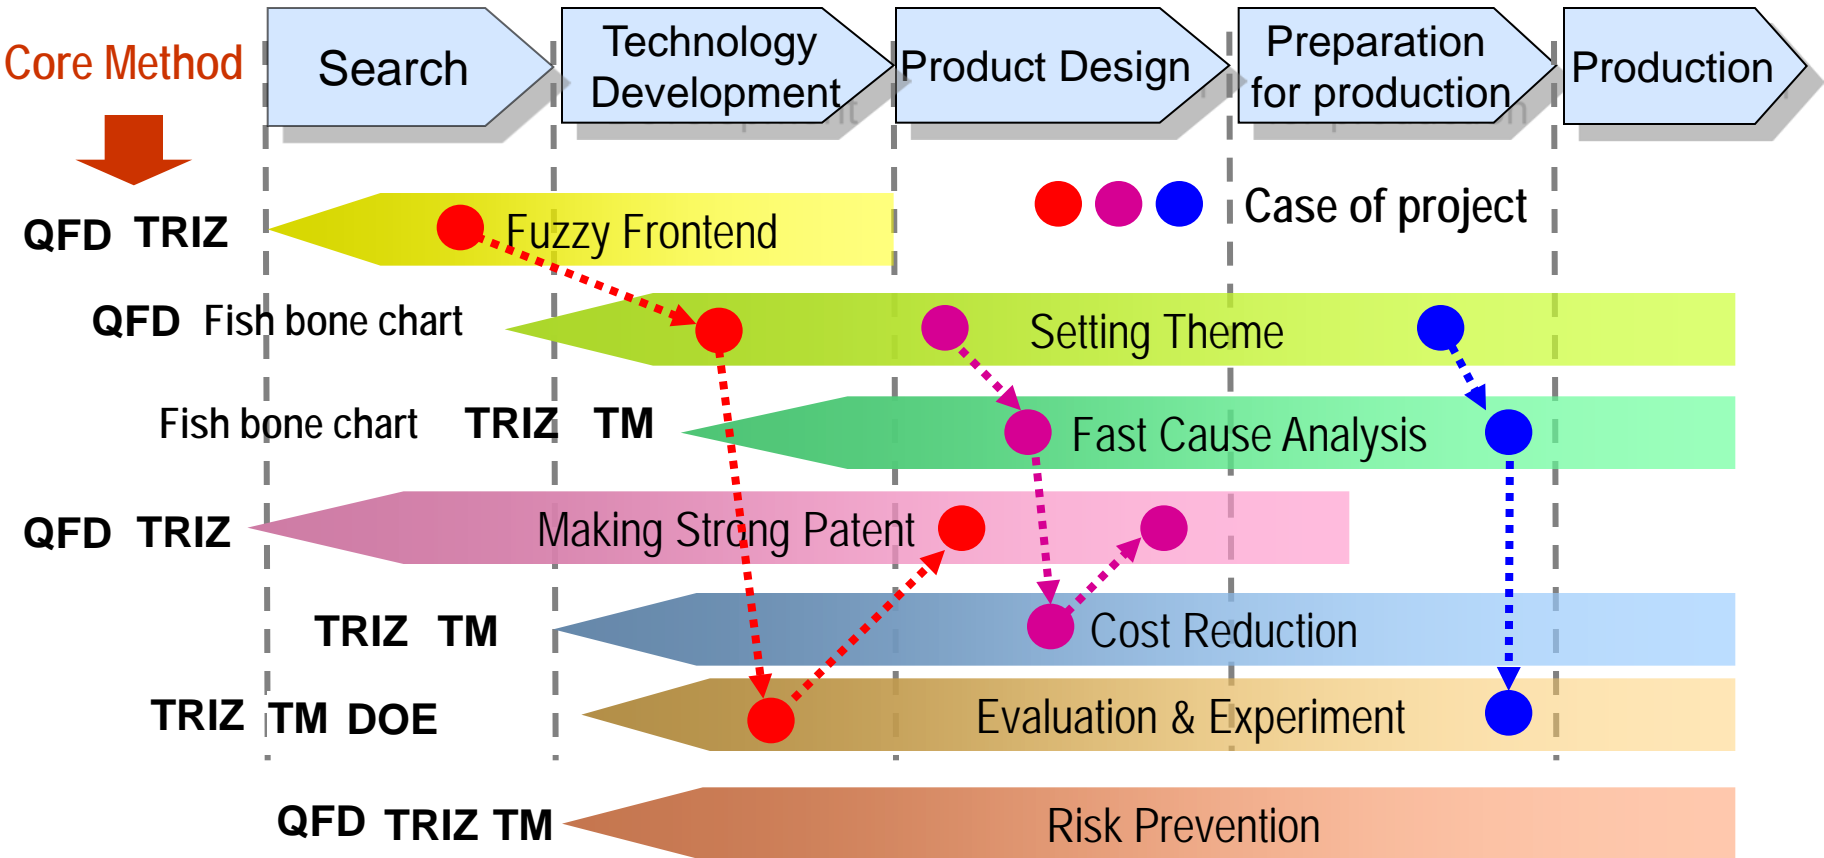 Core Method
Search
Technology
Development
Product Design
Preparation
for production
Production
QFD TRIZ
Fuzzy Frontend
Case of project
QFD Fish bone chart
Setting Theme
Fish bone chart TRIZ TM
Fast Cause Analysis
QFD TRIZ
Making Strong Patent
TRIZ TM
Cost Reduction
TRIZ TM DOE
Evaluation & Experiment
QFD TRIZ TM
Risk Prevention